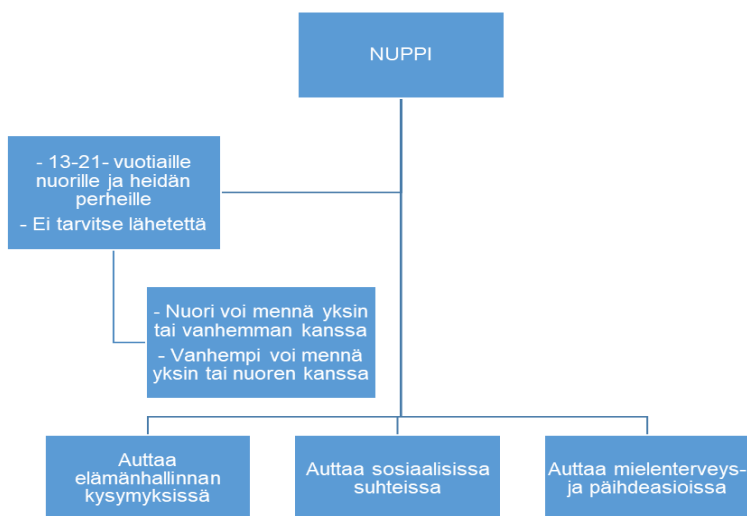 NUPPI
- 13-21- vuotiaille
nuorille ja heidän
perheille
- Ei tarvitse lähetettä
- Nuori voi mennä yksin
tai vanhemman kanssa
- Vanhempi voi mennä
yksin tai nuoren kanssa
Auttaa
elämänhallinnan
kysymyksissä
Auttaa sosiaalisissa
suhteissa
Auttaa mielenterveys-
ja päihdeasioissa